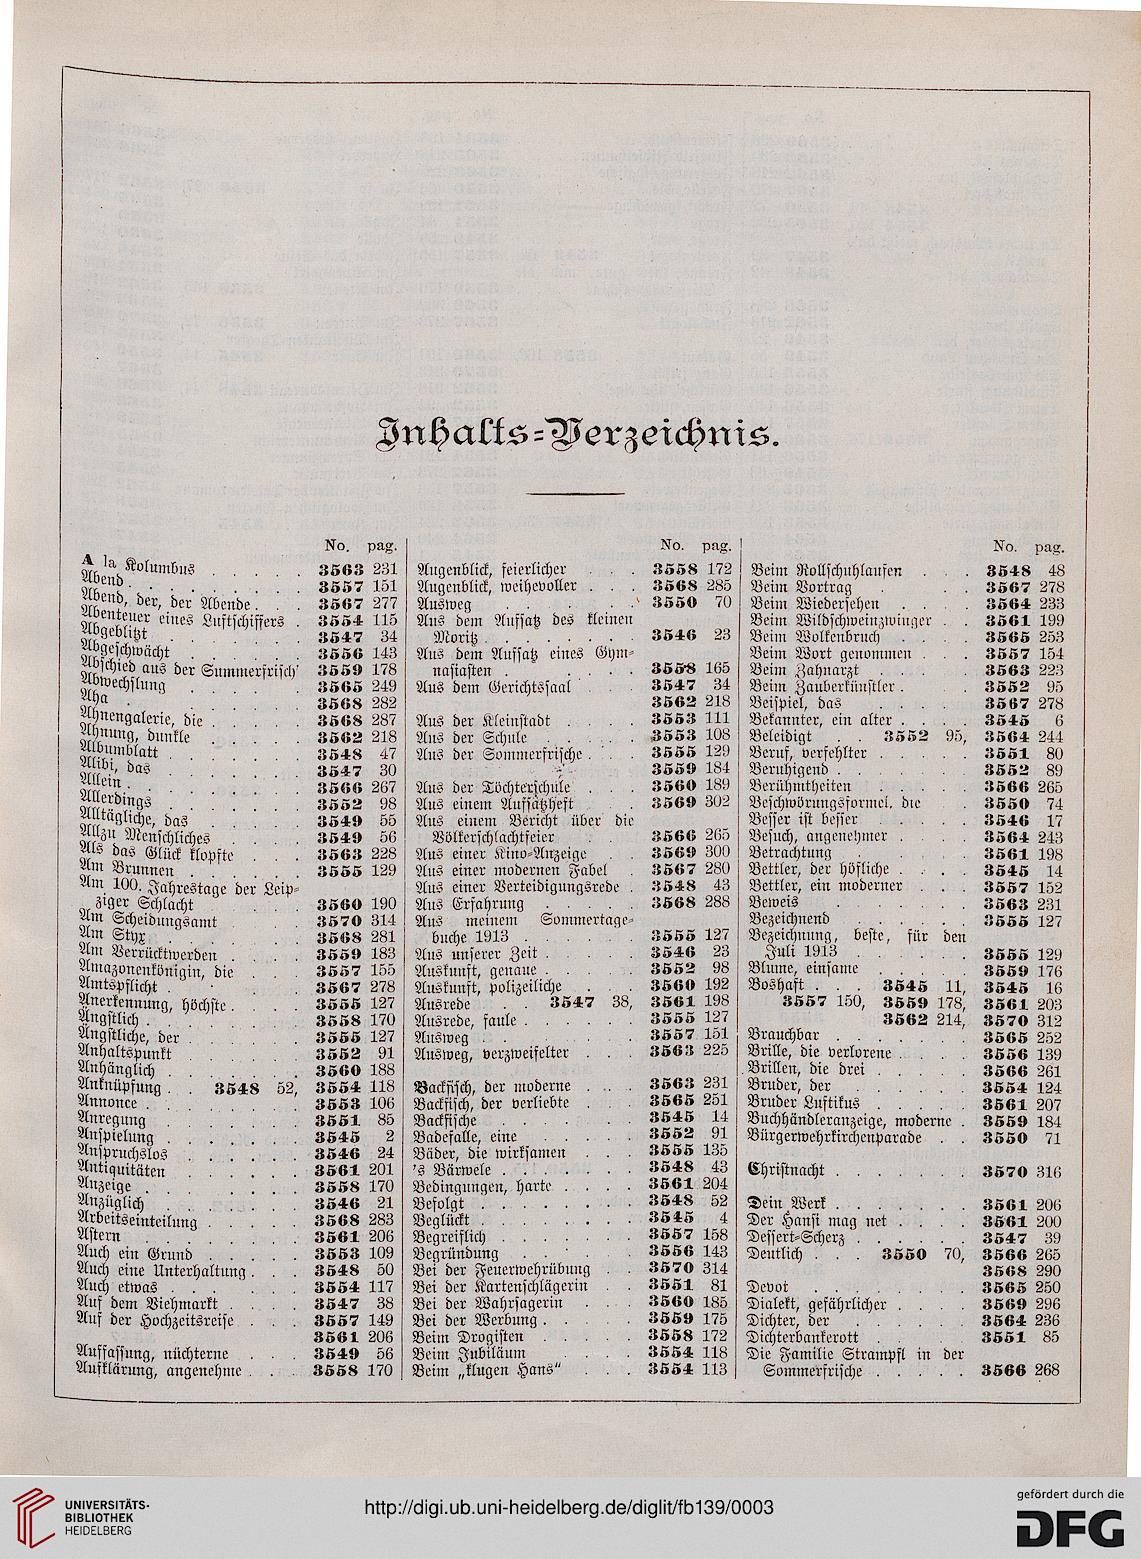 Inhalts=Verzeichnis.
No. pag.
A la Kolumbus . . . . . 3563 231
Abend . . . . . . . . 3557 151
Abend, der, der Abende . . . 3567 277
Abenteuer eines Luftschiffers . 3554 115
Abgeblitzt . . . . . . . 3547 34
Abgeschwächt . . . . . . 3556 143
Abschied aus der Summerfrisch' 3559 178
Abwechslung . . . . . . 3565 249
Aha . . . . . . . . . 3568 282
Ahnengalerie, die . . . . . 3568 287
Ahnung, dunkle . . . . . 3562 218
Albumblatt . . . . . . . 3548 47
Alibi, das . . . . . . . 3547 30
Allein . . . . . . . . . 3566 267
Allerdings . . . . . . . 3552 98
Alltägliche, das . . . . . . 3549 55
Allzu Menschliches . . . . . 3549 56
Als das Glück klopfte . . . 3563 228
Am Brunnen . . . . . . . 3555 129
Am 100. Jahrestage der Leip=
ziger Schlacht . . . . 3560 190
Am Scheidungsamt . . 3570 314
Am Styx . . . . . . . 3568 281
Am Verrücktwerden . . . . 3559 183
Amazonenkönigin, die . . . 3557 155
Amtspflicht . . . . . . . 3567 278
Anerkennung, höchste . . . . 3555 127
Ängstlich . . . . . . . . 3558 170
Ängstliche, der . . . . . . 3555 127
Anhaltspunkt . . . . . . 3552 91
Anhänglich . . . . . . . 3560 188
Anknüpfung . . 3548 52, 3554 118
Annonce . . . . . . . . 3553 106
Anregung . . . . . . . . 3551 85
Anspielung . . . . . . . 3545 2
Anspruchslos . . . . . . 3546 24
Antiquitäten . . . . . . 3561 201
Anzeige . . . . . . . . 3558 170
Anzüglich . . . . . . . 3546 21
Arbeitseinteilung . . . . . 3568 283
Astern . . . . . . . . 3561 206
Auch ein Grund . . . . . 3553 109
Auch eine Unterhaltung . . . 3548 50
Auch etwas . . . . . . . 3554 117
Auf dem Viehmarkt . . . . 3547 38
Auf der Hochzeitsreise . . . 3557 149
3561 206
Auffassung, nüchterne . . . 3549 56
Aufklärung, angenehme . . . 3558 170
No. pag.
Augenblick, feierlicher . . . 3558 172
Augenblick, weihevoller . . . 3568 285
Ausweg . . . . . . . 3550 70
Aus dem Aufsatz des kleinen
Moritz . . . . . . . 3546 23
Aus dem Aufsatz eines Gym=
nasiasten . . . . . . 3558 165
Aus dem Gerichtssaal . . . 3547 34
3562 218
Aus der Kleinstadt . . . . 3553 111
Aus der Schule . . . . . 3553 108
Aus der Sommerfrische . . . 3555 129
3559 184
Aus der Töchterschule . . . 3560 189
Aus einem Aufsatzheft . . . 3569 302
Aus einem Bericht über die
Völkerschlachtfeier . . . 3566 265
Aus einer Kino=Anzeige . . 3569 300
Aus einer modernen Fabel . 3567 280
Aus einer Verteidigungsrede . 3548 43
Aus Erfahrung . . . . . 3568 288
Aus meinem Sommertage=
buche 1913 . . . . . . 3555 127
Aus unserer Zeit . . . . . 3546 23
Auskunft, genaue . . . . . 3552 98
Auskunft, polizeiliche . . . 3560 192
Ausrede . . . 3547 38, 3561 198
Ausrede, faule . . . . . . 3555 127
Ausweg . . . . . . . . 3557 151
Ausweg, verzweifelter . . . 3563 225
Backfisch, der moderne . . . 3563 231
Backfisch, der verliebte . . . 3565 251
Backfische . . . . . . . 3545 14
Badefalle, eine . . . . . 3552 91
Bäder, die wirksamen . . . 3555 135
's Bärwele . . . . . . . 3548 43
Bedingungen, harte . . . . 3561 204
Befolgt . . . . . . . . 3548 52
Beglückt . . . . . . . . 3545 4
Begreiflich . . . . . . . 3557 158
Begründung . . . . . . . 3556 143
Bei der Feuerwehrübung . . 3570 314
Bei der Kartenschlägerin . . 3551 81
Bei der Wahrsagerin . . . 3560 185
Bei der Werbung . . . . . 3559 175
Beim Drogisten . . . . . 3558 172
Beim Jubiläum . . . . 3554 118
Beim „klugen Hans“ . . . 3554 113
No. pag.
Beim Rollschuhlaufen . . . 3548 48
Beim Vortrag . . . . 3567 278
Beim Wiedersehen . . . . 3564 233
Beim Wildschweinzwinger . . 3561 199
Beim Wolkenbruch . . . . 3565 253
Beim Wort genommen . . . 3557 154
Beim Zahnarzt . . . . . 3563 223
Beim Zauberkünstler . . . 3552 95
Beispiel, das . . . . . . 3567 278
Bekannter, ein alter . . . . 3545 6
Beleidigt . . 3552 95, 3564 244
Beruf, verfehlter . . . . . 3551 80
Beruhigend . . . . . . . 3552 89
Berühmtheiten . . . . . . 3566 265
Beschwörungsformel, die . . 3550 74
Besser ist besser . . . . . 3546 17
Besuch, angenehmer . . . . 3564 243
Betrachtung . . . . . . 3561 198
Bettler, der höfliche . . . . 3545 14
Bettler, ein moderner . . . 3557 152
Beweis . . . . . . . . 3563 231
Bezeichnend . . . . . . 3555 127
Bezeichnung, beste, für den
Juli 1913 . . . . . . 3555 129
Blume, einsame . . . . . 3559 176
Boshaft . . . 3545 11, 3545 16
3557 150, 3559 178, 3561 203
3562 214, 3570 312
Brauchbar . . . . . . . 3565 252
Brille, die verlorene . . . . 3556 139
Brillen, die drei . . . . . 3566 261
Bruder, der . . . . . . 3554 124
Bruder Luftikus . . . . . 3561 207
Buchhändleranzeige, moderne . 3559 184
Bürgerwehrkirchenparade . . 3550 71
Christnacht . . . . . . . 3570 316
Dein Werk . . . . . . . 3561 206
Der Hansi mag net . . . . 3561 200
Dessert=Scherz . . . . . . 3547 39
Deutlich . . . 3550 70, 3566 265
3568 290
Devot . . . . . . . . 3565 250
Dialekt, gefährlicher . . . . 3569 296
Dichter, der . . . . . . 3564 236
Dichterbankerott . . . . . 3551 85
Die Familie Strampfl in der
Sommerfrische . . . . . 3566 268
UNIVERSITÄTS-
BIBLIOTHEK
HEIDELBERG
http://digi.ub.uni-heidelberg.de/diglit/fb139/0003
gefördert durch die
DFG